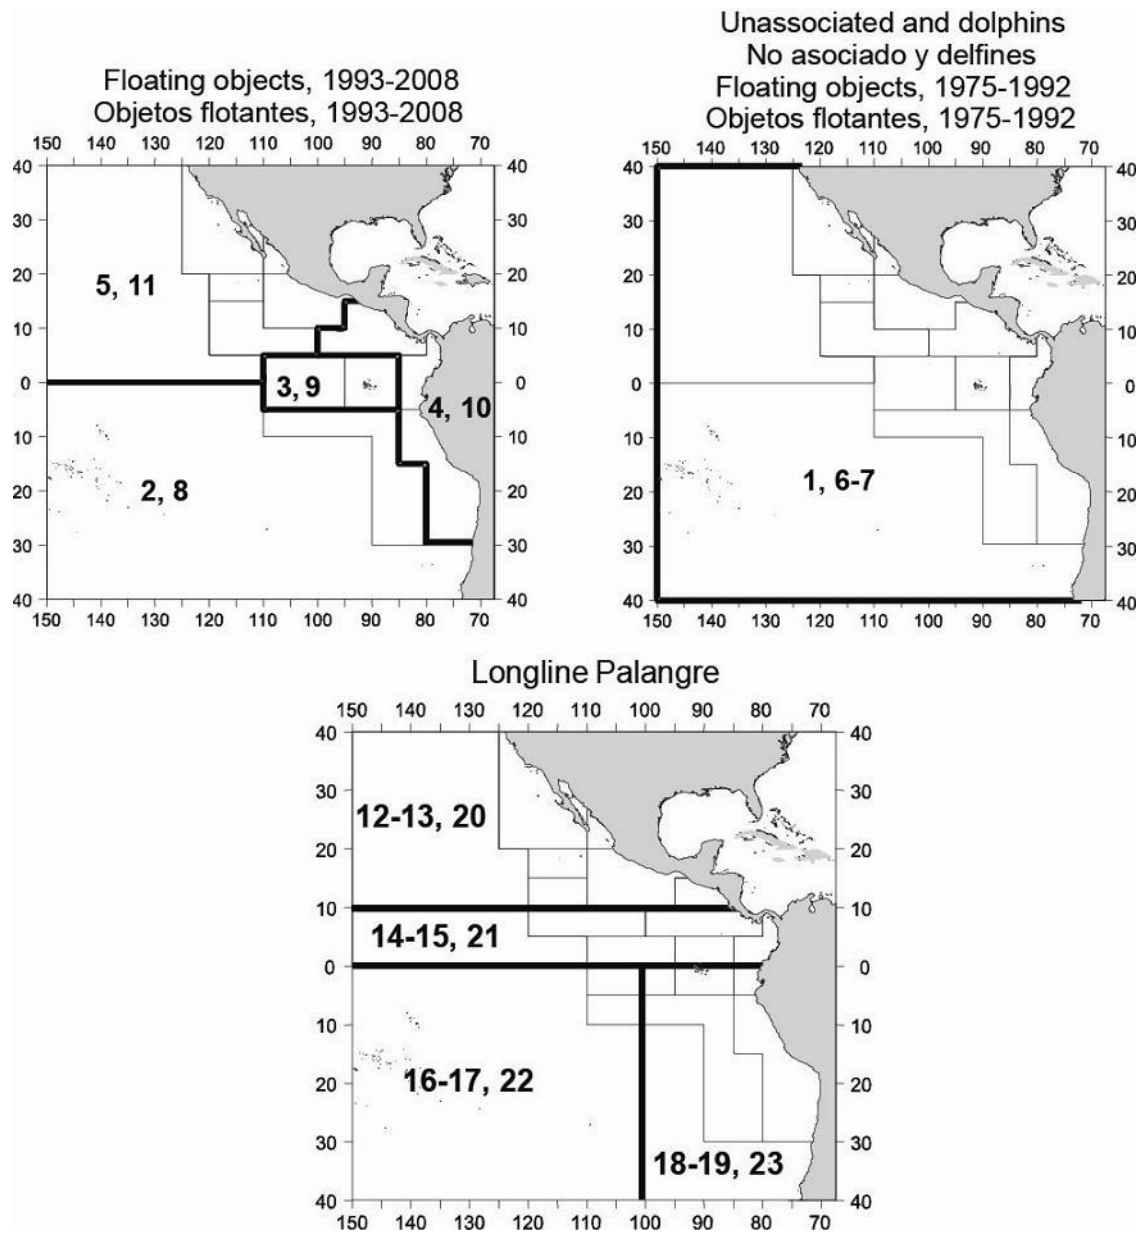 Floating objects, 1993-2008
Objetos flotantes, 1993-2008
150 140 130 120 110 100 90 80 70
40 40
30 30
20 20
5, 11
10 10
0 3, 9 0
4, 10
10 10
2, 8
20 20
30 30
40 40
150 140 130 120 110 100 90 80 70
Unassociated and dolphins
No asociado y delfines
Floating objects, 1975-1992
Objetos flotantes, 1975-1992
150 140 130 120 110 100 90 80 70
40 40
30 30
20 20
10 10
0 0
10 10
1, 6-7
20 20
30 30
40 40
150 140 130 120 110 100 90 80 70
Longline Palangre
150 140 130 120 110 100 90 80 70
40 40
30 30
12-13, 20
20 20
10 10
14-15, 21
0 0
10 10
16-17, 22
20 20
30 30
18-19, 23
40 40
150 140 130 120 110 100 90 80 70